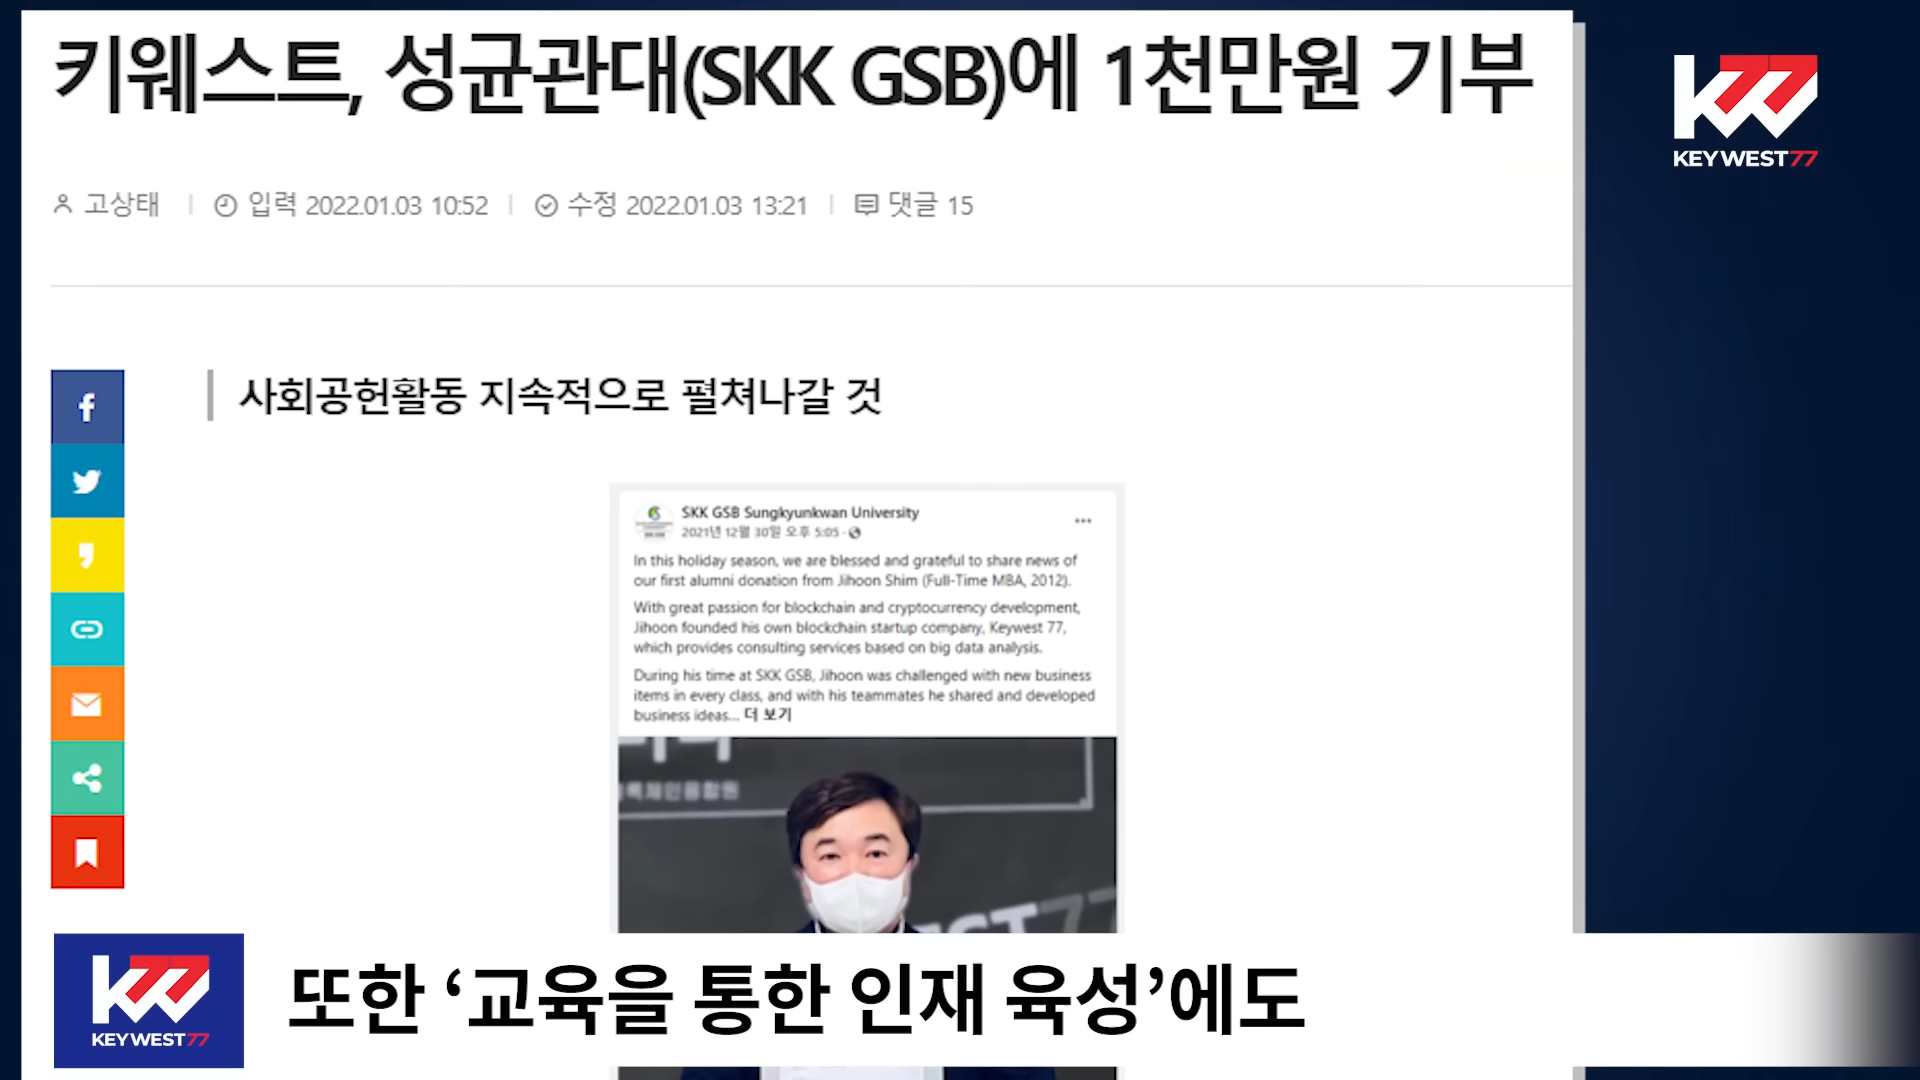 키웨스트, 성균관대(SKK GSB)에 1천만원 기부
KEYWEST77
고상태 입력 2022.01.03 10:52 수정 2022.01.03 13:21 댓글 15
사회공헌활동 지속적으로 펼쳐나갈 것
SKK GSB Sungkyunkwan University
2021년 12월 30일 오후 5:05 ·
In this holiday season, we are blessed and grateful to share news of
our first alumni donation from Jihoon Shim (Full-Time MBA, 2012).
With great passion for blockchain and cryptocurrency development,
Jihoon founded his own blockchain startup company, Keywest 77,
which provides consulting services based on big data analysis.
During his time at SKK GSB, Jihoon was challenged with new business
items in every class, and with his teammates he shared and developed
business ideas... 더 보기
록체인융합원
WEST77
KEYWEST77
또한 ‘교육을 통한 인재 육성’에도